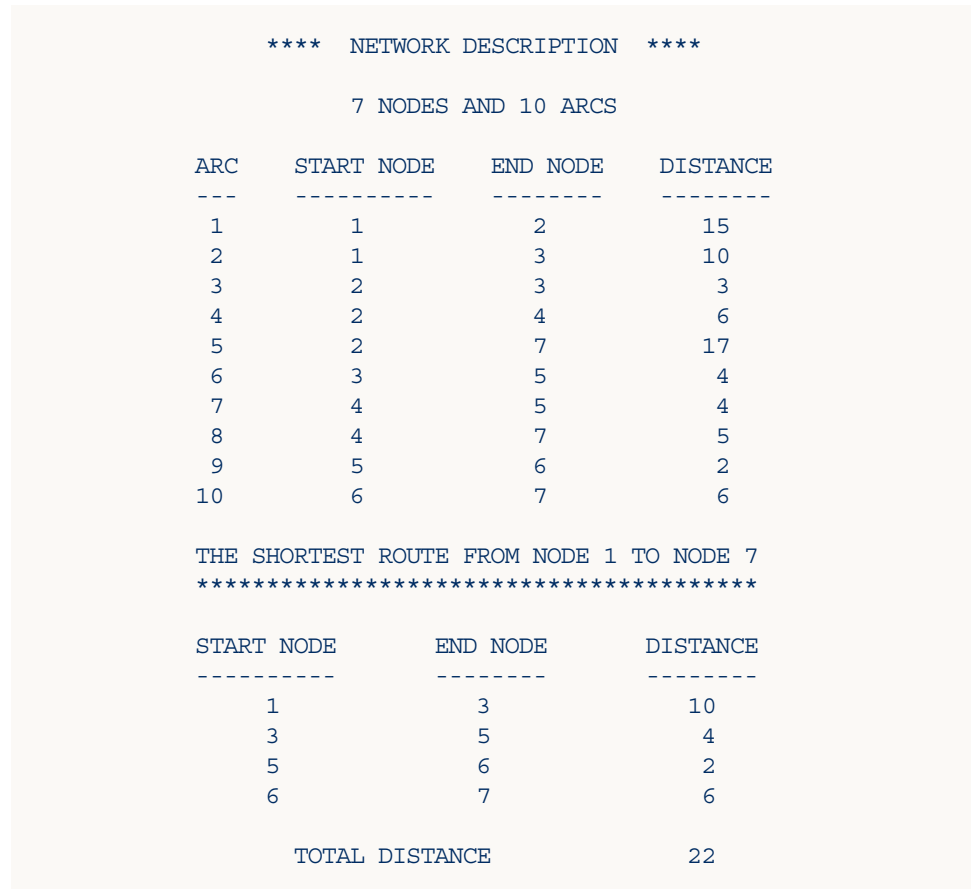 **** NETWORK DESCRIPTION ****
7 NODES AND 10 ARCS
ARC START NODE END NODE DISTANCE
--- ---------- -------- --------
1 1 2 15
2 1 3 10
3 2 3 3
4 2 4 6
5 2 7 17
6 3 5 4
7 4 5 4
8 4 7 5
9 5 6 2
10 6 7 6
THE SHORTEST ROUTE FROM NODE 1 TO NODE 7
****************************************
START NODE END NODE DISTANCE
---------- -------- --------
1 3 10
3 5 4
5 6 2
6 7 6
TOTAL DISTANCE 22